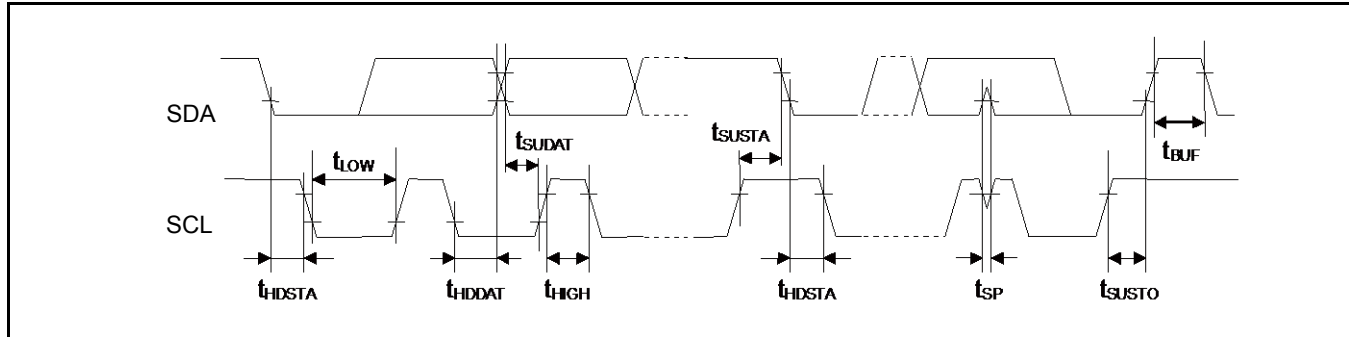 SDA
tSUDAT
tSUSTA
tBUF
tLOW
SCL
tHDSTA
tHDDAT
tHIGH
tHDSTA
tSP
tSUSTO